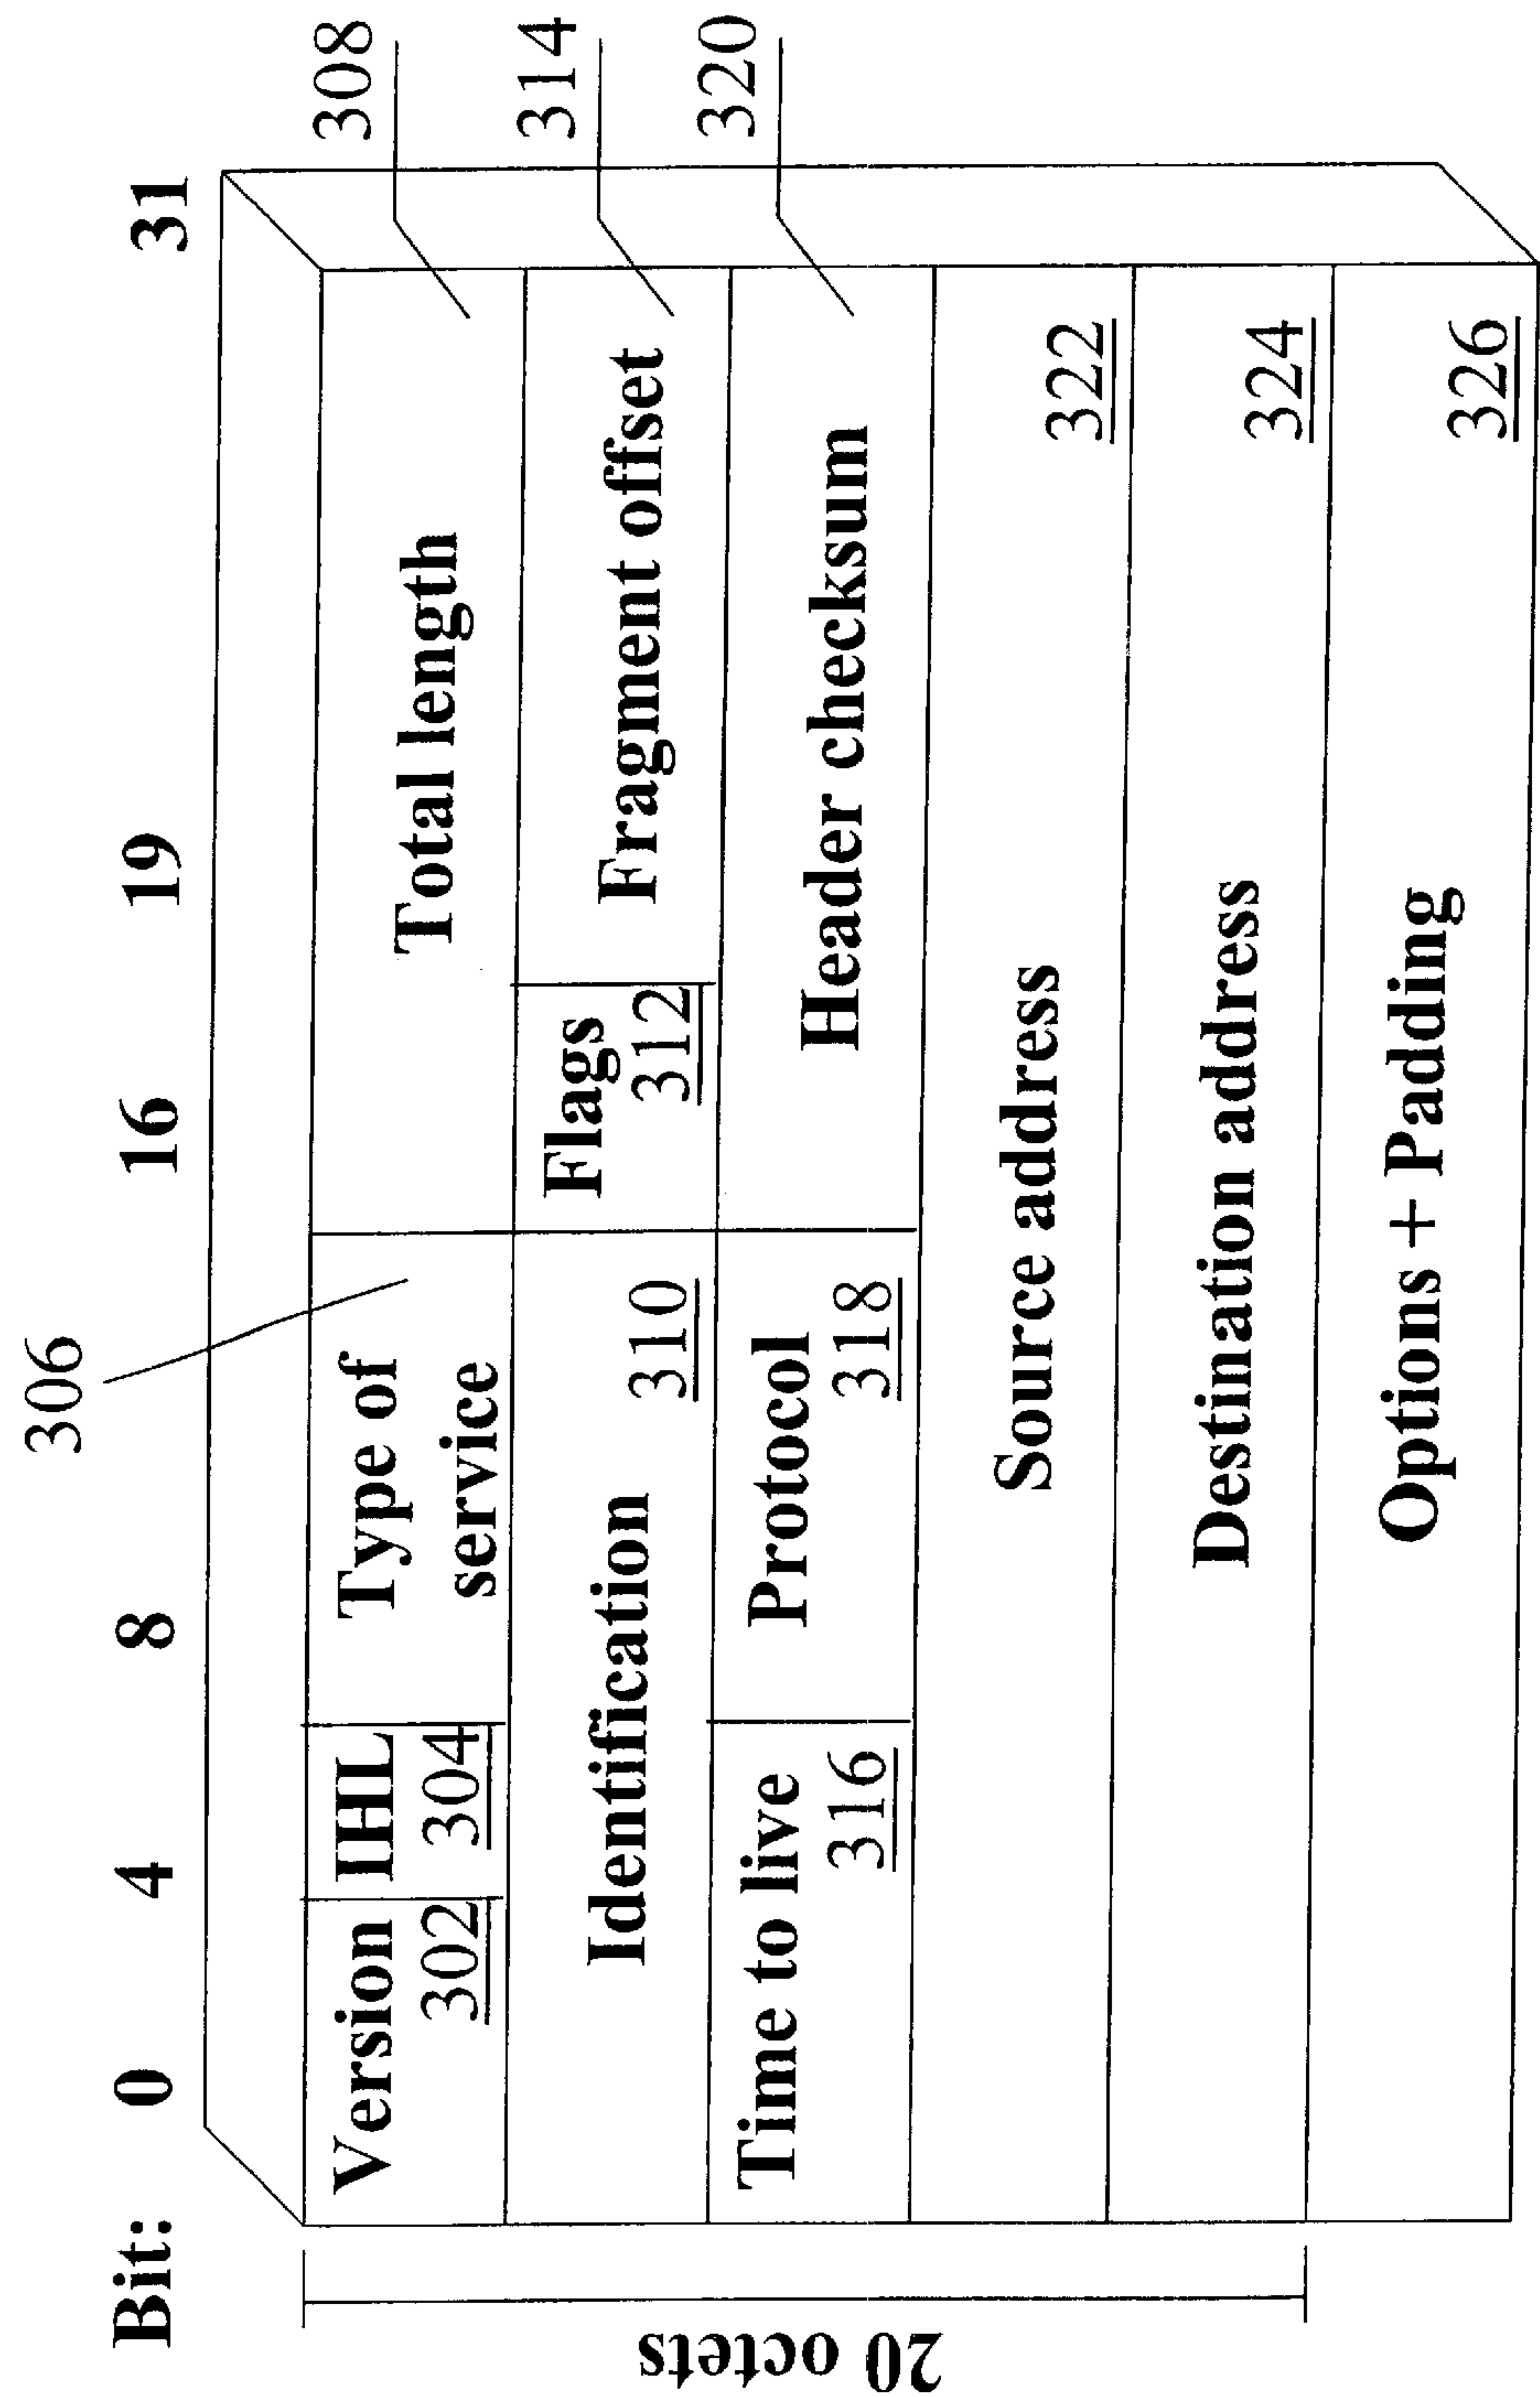 306
Bit: 0 4 8 16 19 31
Version 302
IHL 304
Type of
service
Total length
308
Identification
310
Flags
312
Fragment offset
314
Time to live
316
Protocol
318
Header checksum
320
Source address
322
Destination address
324
Options + Padding
326
20 octets